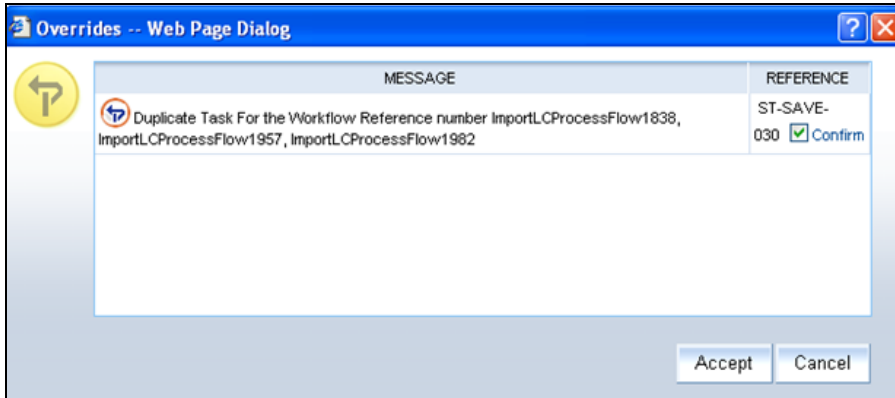 Overrides -- Web Page Dialog
MESSAGE
REFERENCE
Duplicate Task For the Workflow Reference number ImportLCProcessFlow1838,
ImportLCProcessFlow1957, ImportLCProcessFlow1982
ST-SAVE-
030 Confirm
Accept
Cancel